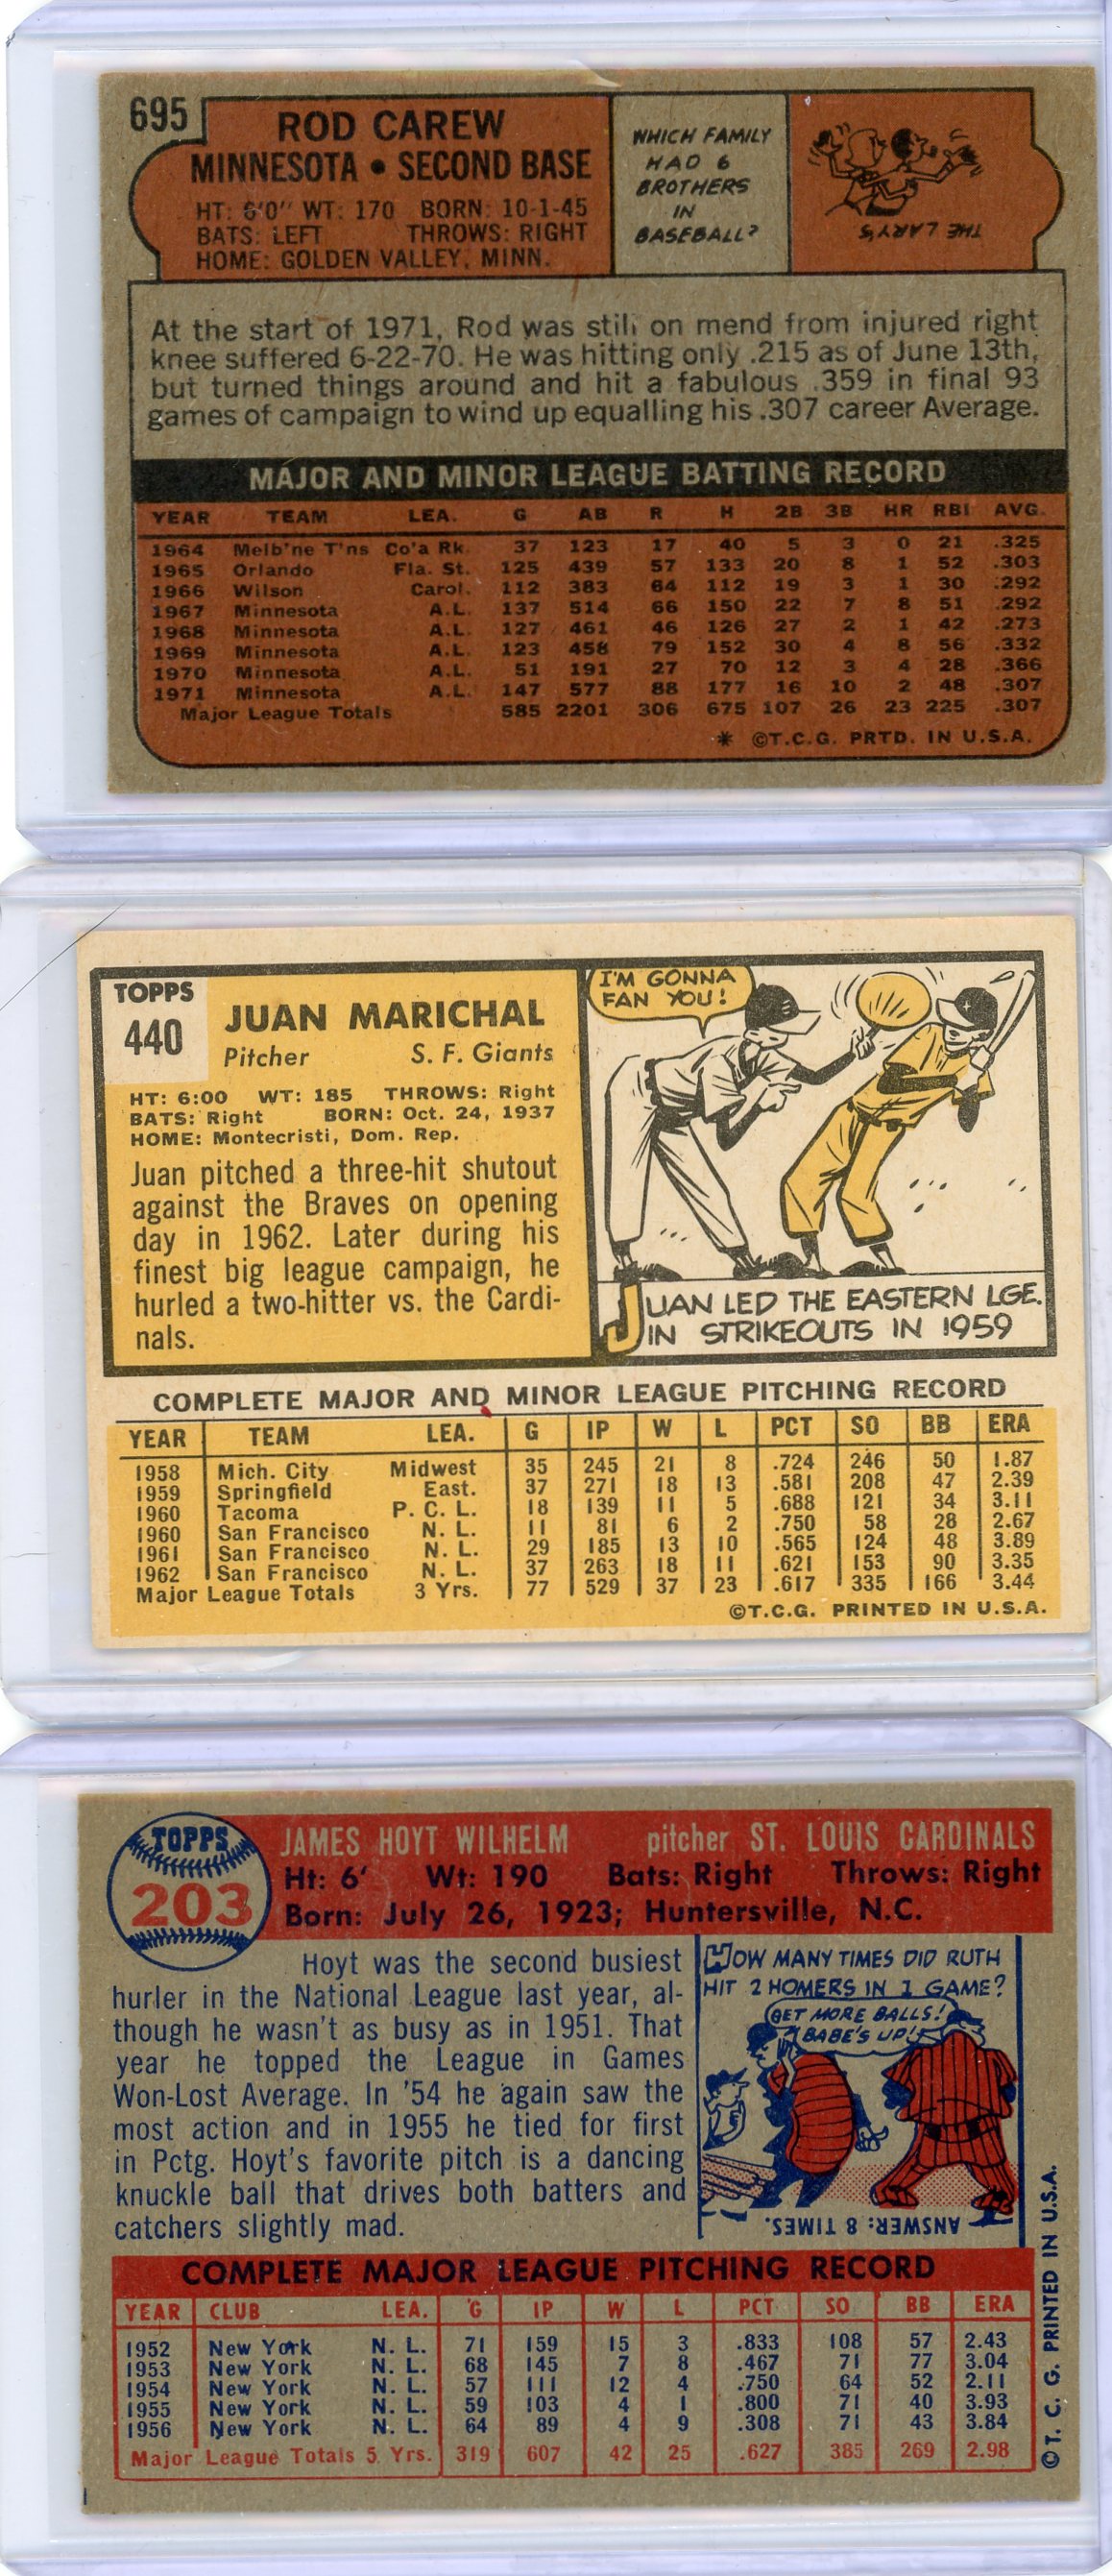 695
ROD CAREW
MINNESOTA • SECOND BASE
HT: 6'0" WT: 170 BORN: 10-1-45
BATS: LEFT THROWS: RIGHT
HOME: GOLDEN VALLEY, MINN.
WHICH FAMILY
HAD 6
BROTHERS
IN
BASEBALL?
THE LARY'S
At the start of 1971, Rod was still on mend from injured right
knee suffered 6-22-70. He was hitting only .215 as of June 13th,
but turned things around and hit a fabulous .359 in final 93
games of campaign to wind up equalling his .307 career Average.
MAJOR AND MINOR LEAGUE BATTING RECORD
YEAR TEAM LEA. G AB R H 2B 3B HR RBI AVG.
1964 Melb'ne T'ns Co'a Rk. 37 123 17 40 5 3 0 21 .325
1965 Orlando Fla. St. 125 439 57 133 20 8 1 52 .303
1966 Wilson Carol. 112 383 64 112 19 3 1 30 .292
1967 Minnesota A.L. 137 514 66 150 22 7 8 51 .292
1968 Minnesota A.L. 127 461 46 126 27 2 1 42 .273
1969 Minnesota A.L. 123 458 79 152 30 4 8 56 .332
1970 Minnesota A.L. 51 191 27 70 12 3 4 28 .366
1971 Minnesota A.L. 147 577 88 177 16 10 2 48 .307
Major League Totals 585 2201 306 675 107 26 23 225 .307
* ©T.C.G. PRTD. IN U.S.A.
TOPPS
440
JUAN MARICHAL
Pitcher S. F. Giants
HT: 6:00 WT: 185 THROWS: Right
BATS: Right BORN: Oct. 24, 1937
HOME: Montecristi, Dom. Rep.
Juan pitched a three-hit shutout
against the Braves on opening
day in 1962. Later during his
finest big league campaign, he
hurled a two-hitter vs. the Cardi-
nals.
I'M GONNA
FAN YOU!
JUAN LED THE EASTERN LGE.
IN STRIKEOUTS IN 1959
COMPLETE MAJOR AND MINOR LEAGUE PITCHING RECORD
YEAR TEAM LEA. G IP W L PCT SO BB ERA
1958 Mich. City Midwest 35 245 21 8 .724 246 50 1.87
1959 Springfield East. 37 271 18 13 .581 208 47 2.39
1960 Tacoma P. C. L. 18 139 11 5 .688 121 34 3.11
1960 San Francisco N. L. 11 81 6 2 .750 58 28 2.67
1961 San Francisco N. L. 29 185 13 10 .565 124 48 3.89
1962 San Francisco N. L. 37 263 18 11 .621 153 90 3.35
Major League Totals 3 Yrs. 77 529 37 23 .617 335 166 3.44
©T.C.G. PRINTED IN U.S.A.
TOPPS
203
JAMES HOYT WILHELM pitcher ST. LOUIS CARDINALS
Ht: 6' Wt: 190 Bats: Right Throws: Right
Born: July 26, 1923; Huntersville, N.C.
Hoyt was the second busiest
hurler in the National League last year, al-
though he wasn't as busy as in 1951. That
year he topped the League in Games
Won-Lost Average. In '54 he again saw the
most action and in 1955 he tied for first
in Pctg. Hoyt's favorite pitch is a dancing
knuckle ball that drives both batters and
catchers slightly mad.
HOW MANY TIMES DID RUTH
HIT 2 HOMERS IN 1 GAME?
GET MORE BALLS!
BABE'S UP!
ANSWER: 8 TIMES.
COMPLETE MAJOR LEAGUE PITCHING RECORD
YEAR CLUB LEA. G IP W L PCT SO BB ERA
1952 New York N. L. 71 159 15 3 .833 108 57 2.43
1953 New York N. L. 68 145 7 8 .467 71 77 3.04
1954 New York N. L. 57 111 12 4 .750 64 52 2.11
1955 New York N. L. 59 103 4 1 .800 71 40 3.93
1956 New York N. L. 64 89 4 9 .308 71 43 3.84
Major League Totals 5 Yrs. 319 607 42 25 .627 385 269 2.98
©T. C. G. PRINTED IN U.S.A.